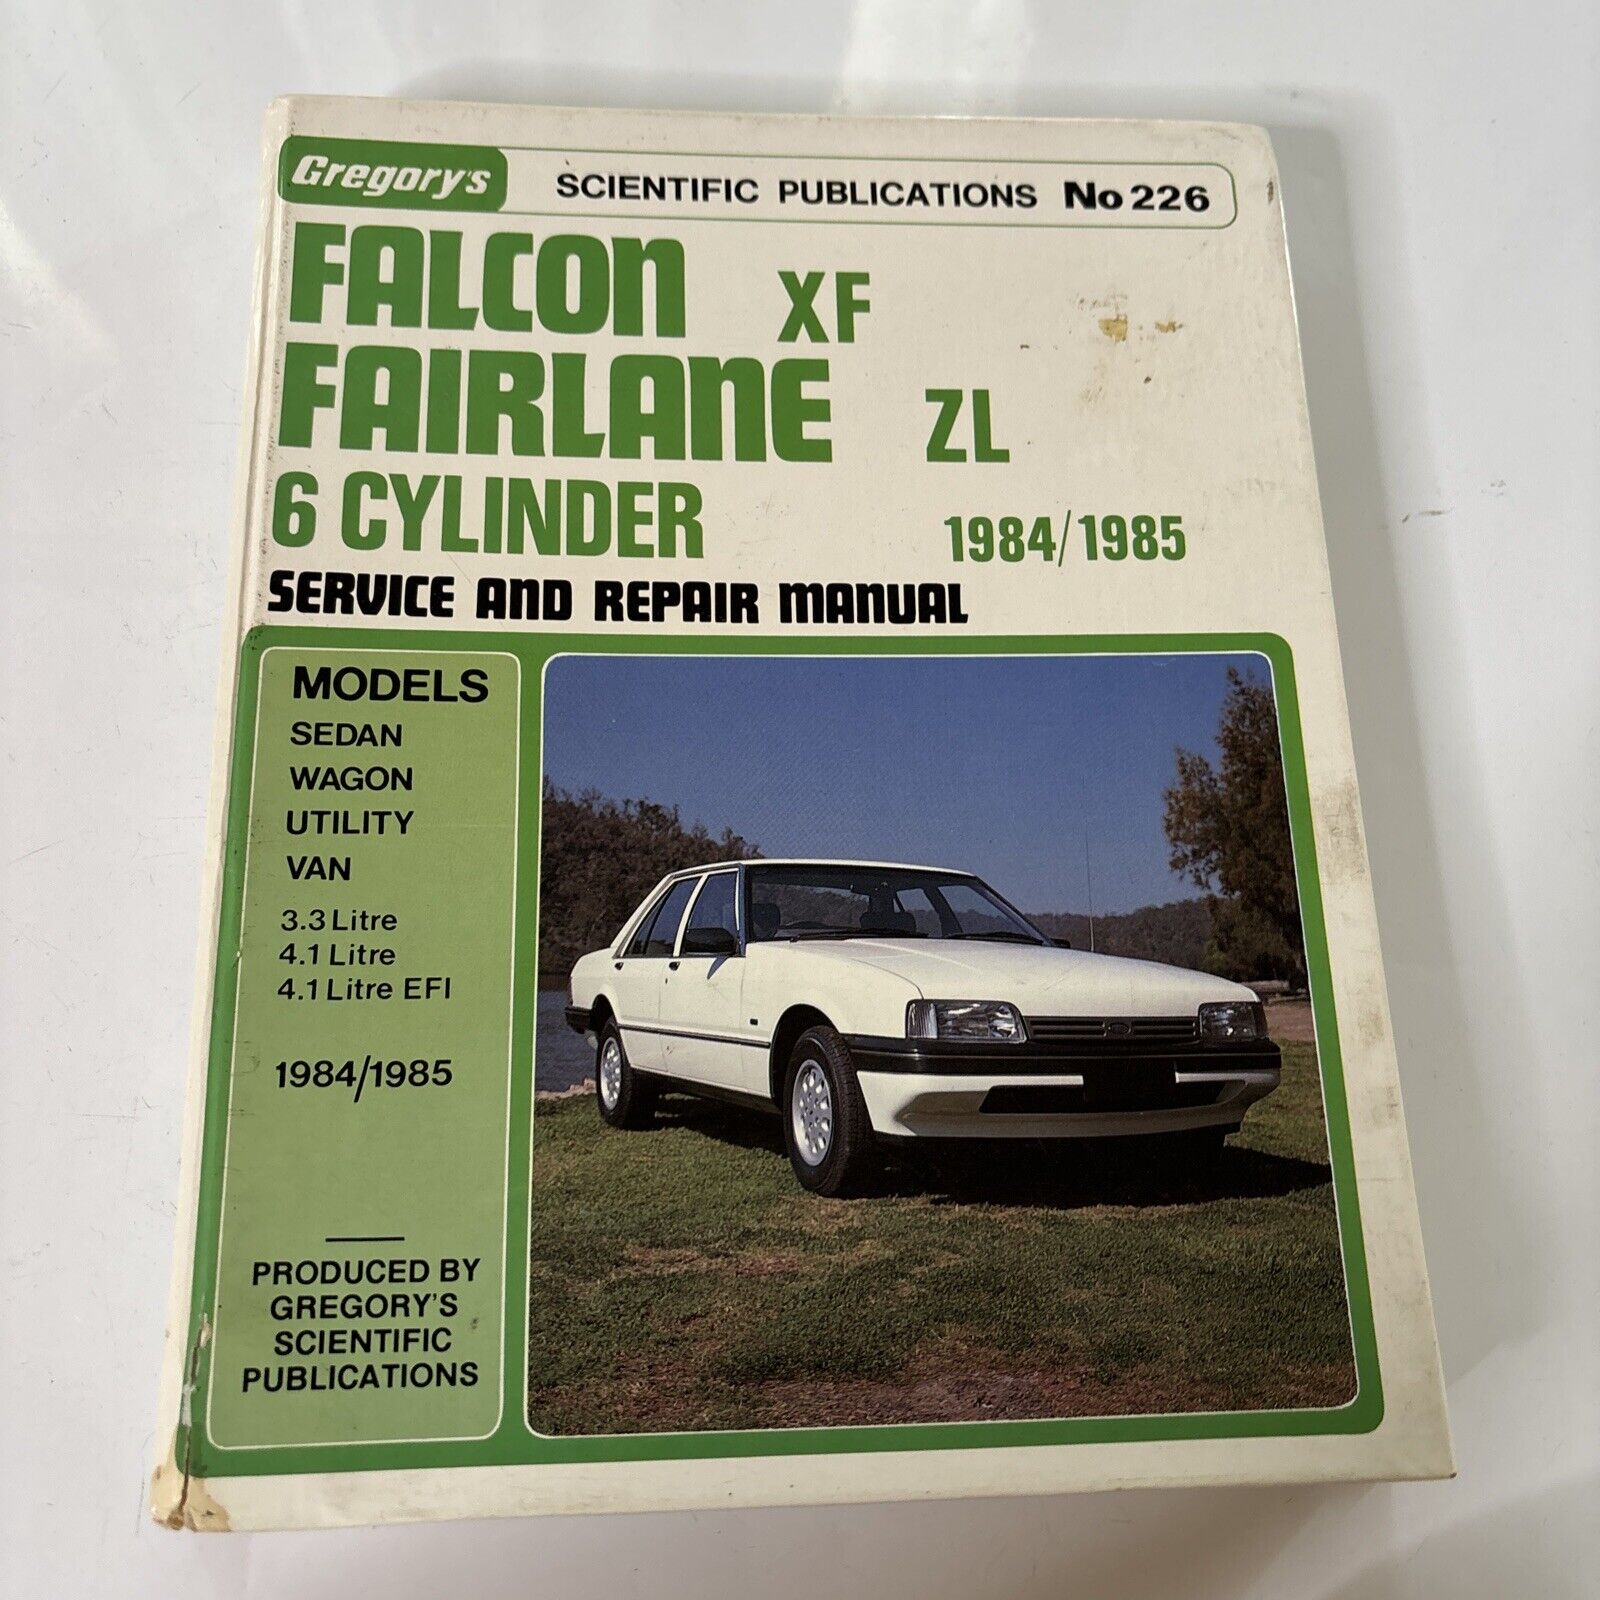 Gregory's SCIENTIFIC PUBLICATIONS No 226
FALCON XF
FAIRLANE ZL
6 CYLINDER 1984/1985
SERVICE AND REPAIR MANUAL
MODELS
SEDAN
WAGON
UTILITY
VAN
3.3 Litre
4.1 Litre
4.1 Litre EFI
1984/1985
PRODUCED BY
GREGORY'S
SCIENTIFIC
PUBLICATIONS